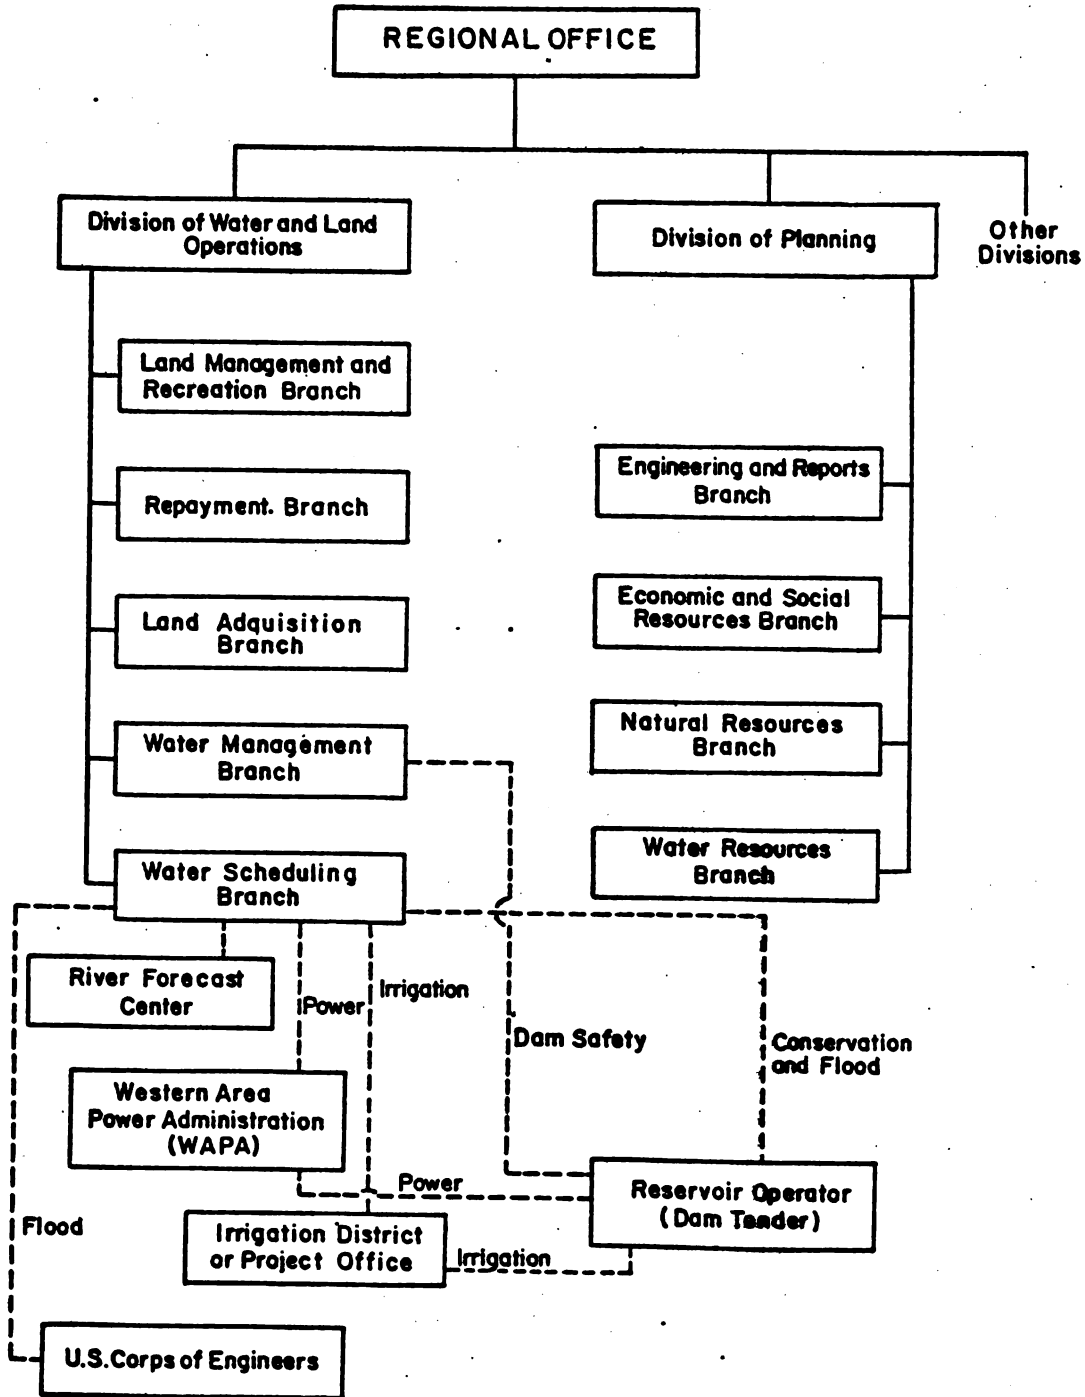 REGIONAL OFFICE
Division of Water and Land
Operations
Division of Planning
Other
Divisions
Land Management and
Recreation Branch
Repayment. Branch
Land Adquisition
Branch
Water Management
Branch
Water Scheduling
Branch
Engineering and Reports
Branch
Economic and Social
Resources Branch
Natural Resources
Branch
Water Resources
Branch
River Forecast
Center
Power
Irrigation
Dam Safety
Conservation
and Flood
Western Area
Power Administration
(WAPA)
Power
Reservoir Operator
(Dam Tender)
Flood
Irrigation District
or Project Office
Irrigation
U.S. Corps of Engineers